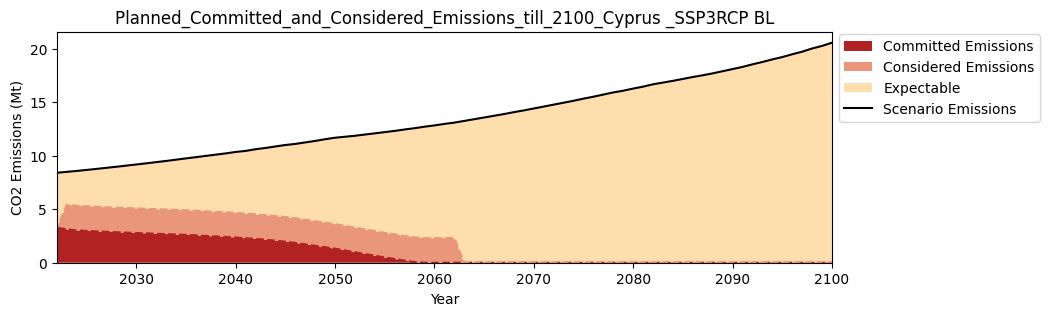 Planned_Committed_and_Considered_Emissions_till_2100_Cyprus _SSP3RCP BL
CO2 Emissions (Mt)
20
15
10
5
0
2030 2040 2050 2060 2070 2080 2090 2100
Year
Committed Emissions
Considered Emissions
Expectable
Scenario Emissions